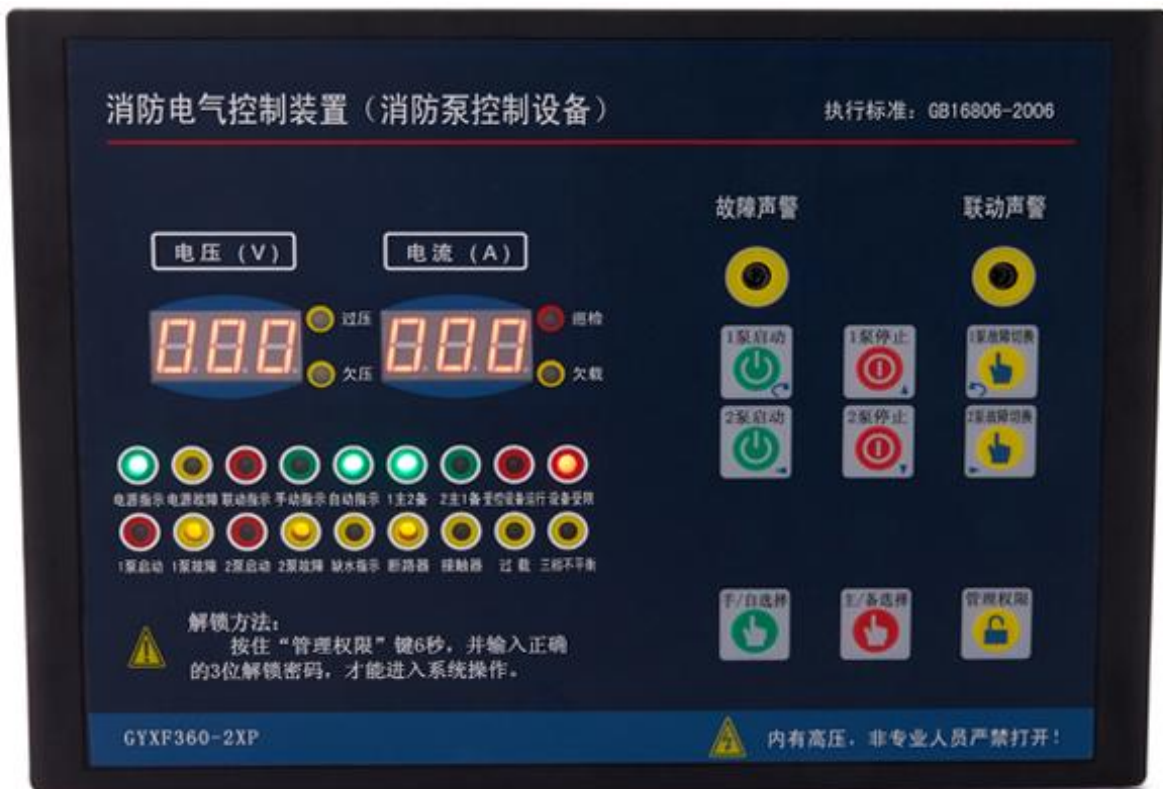 消防电气控制装置（消防泵控制设备）
执行标准：GB16806-2006
故障声警
联动声警
电压（V）
电流（A）
000
过压
欠压
000
巡检
欠载
1泵启动
1泵停止
1泵故障切换
2泵启动
2泵停止
2泵故障切换
电源指示 电源故障 联动指示 手动指示 自动指示 1主2备 2主1备 受控设备运行 设备受限
1泵启动 1泵故障 2泵启动 2泵故障 缺水指示 断路器 接触器 过载 三相不平衡
手/自选择
主/备选择
管理权限
解锁方法：
按住“管理权限”键6秒，并输入正确
的3位解锁密码，才能进入系统操作。
GYXF360-2XP
内有高压，非专业人员严禁打开！